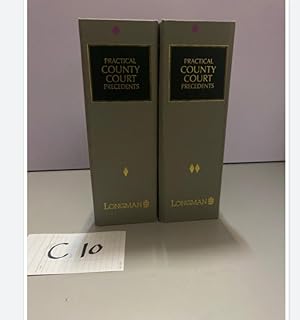 PRACTICAL
COUNTY
COURT
PRECEDENTS
LONGMAN
PRACTICAL
COUNTY
COURT
PRECEDENTS
LONGMAN
C.10